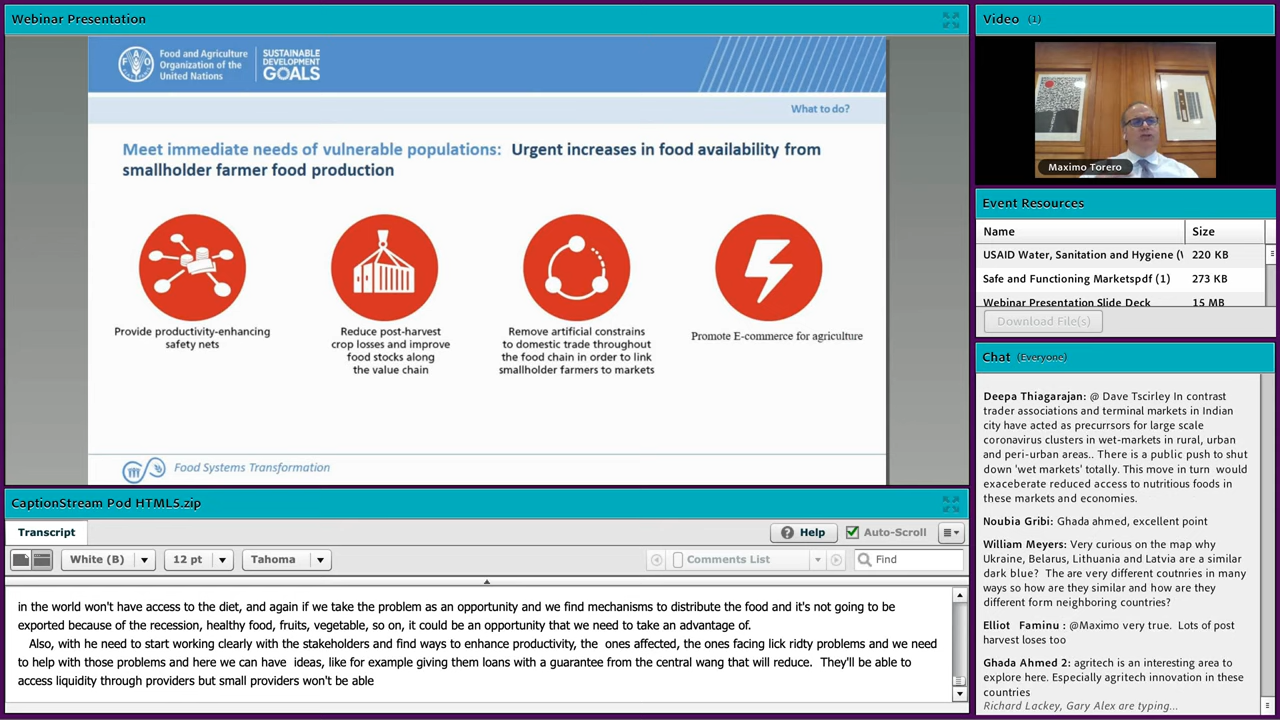 Webinar Presentation
Food and Agriculture
Organization of the
United Nations
SUSTAINABLE
DEVELOPMENT
GOALS
What to do?
Meet immediate needs of vulnerable populations: Urgent increases in food availability from
smallholder farmer food production
Provide productivity-enhancing
safety nets
Reduce post-harvest
crop losses and improve
food stocks along
the value chain
Remove artificial constrains
to domestic trade throughout
the food chain in order to link
smallholder farmers to markets
Promote E-commerce for agriculture
Food Systems Transformation
CaptionStream Pod HTML5.zip
Transcript
Help
Auto-Scroll
White (B)
12 pt
Tahoma
Comments List
Find
in the world won't have access to the diet, and again if we take the problem as an opportunity and we find mechanisms to distribute the food and it's not going to be
exported because of the recession, healthy food, fruits, vegetable, so on, it could be an opportunity that we need to take an advantage of.
Also, with he need to start working clearly with the stakeholders and find ways to enhance productivity, the ones affected, the ones facing lick ridty problems and we need
to help with those problems and here we can have ideas, like for example giving them loans with a guarantee from the central wang that will reduce. They'll be able to
access liquidity through providers but small providers won't be able
Video (1)
Maximo Torero
Event Resources
Name Size
USAID Water, Sanitation and Hygiene (W 220 KB
Safe and Functioning Marketspdf (1) 273 KB
Webinar Presentation Slide Deck 15 MB
Download File(s)
Chat (Everyone)
Deepa Thiagarajan: @ Dave Tscirley In contrast
trader associations and terminal markets in Indian
city have acted as precurrsors for large scale
coronavirus clusters in wet-markets in rural, urban
and peri-urban areas.. There is a public push to shut
down 'wet markets' totally. This move in turn would
exaceberate reduced access to nutritious foods in
these markets and economies.
Noubia Gribi: Ghada ahmed, excellent point
William Meyers: Very curious on the map why
Ukraine, Belarus, Lithuania and Latvia are a similar
dark blue? The are very different coutnries in many
ways so how are they similar and how are they
different form neighboring countries?
Elliot Faminu : @Maximo very true. Lots of post
harvest loses too
Ghada Ahmed 2: agritech is an interesting area to
explore here. Especially agritech innovation in these
countries
Richard Lackey, Gary Alex are typing...